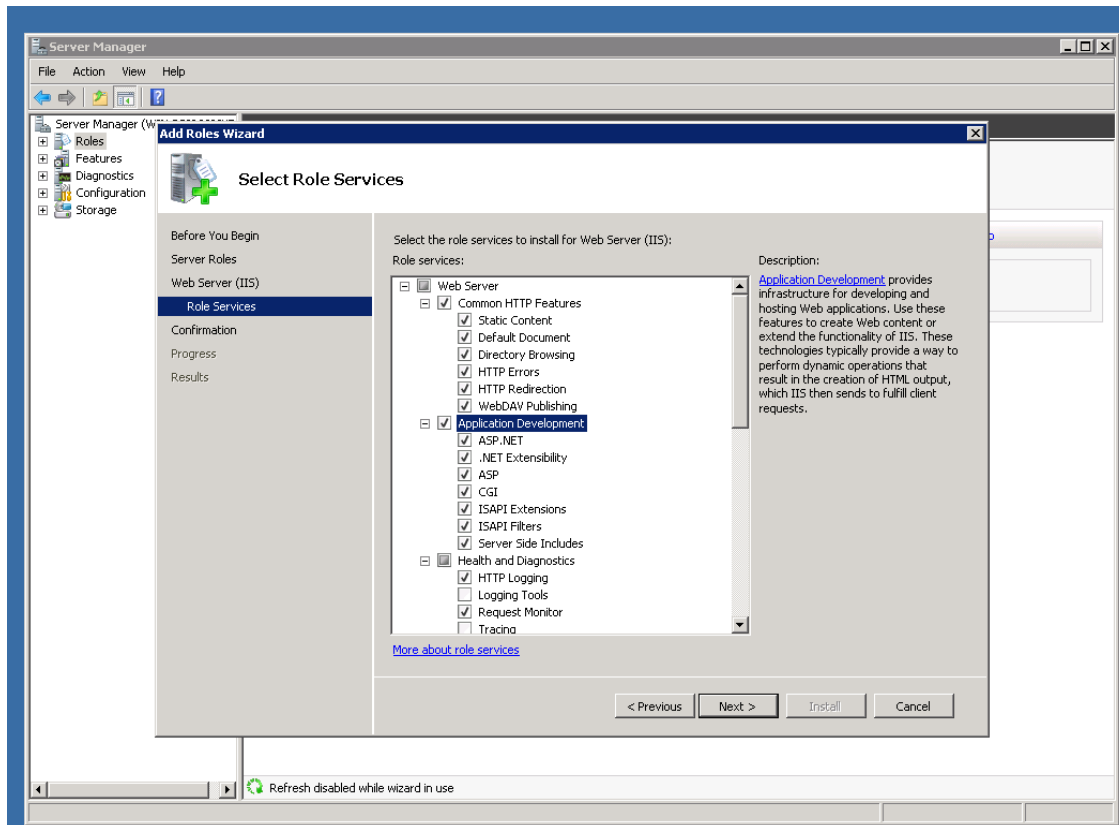 Server Manager
File Action View Help
Server Manager
Add Roles Wizard
Roles
Features
Diagnostics
Configuration
Storage
Select Role Services
Before You Begin
Server Roles
Web Server (IIS)
Role Services
Confirmation
Progress
Results
Select the role services to install for Web Server (IIS):
Role services:
Web Server
Common HTTP Features
Static Content
Default Document
Directory Browsing
HTTP Errors
HTTP Redirection
WebDAV Publishing
Application Development
ASP.NET
.NET Extensibility
ASP
CGI
ISAPI Extensions
ISAPI Filters
Server Side Includes
Health and Diagnostics
HTTP Logging
Logging Tools
Request Monitor
Tracing
More about role services
Description:
Application Development provides
infrastructure for developing and
hosting Web applications. Use these
features to create Web content or
extend the functionality of IIS. These
technologies typically provide a way to
perform dynamic operations that
result in the creation of HTML output,
which IIS then sends to fulfill client
requests.
< Previous Next > Install Cancel
Refresh disabled while wizard in use